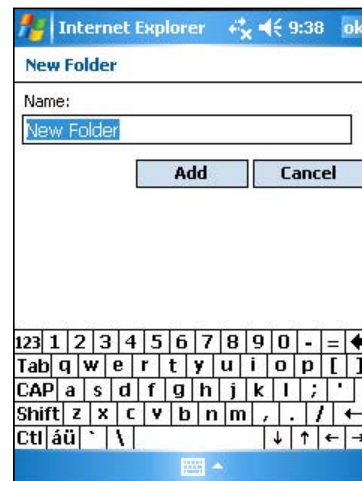 Internet Explorer 9:38 ok
New Folder
Name:
New Folder
Add Cancel
123 1 2 3 4 5 6 7 8 9 0 - =
Tab q w e r t y u i o p [ ]
CAP a s d f g h j k l ; '
Shift z x c v b n m , . /
Ctl áü ` \